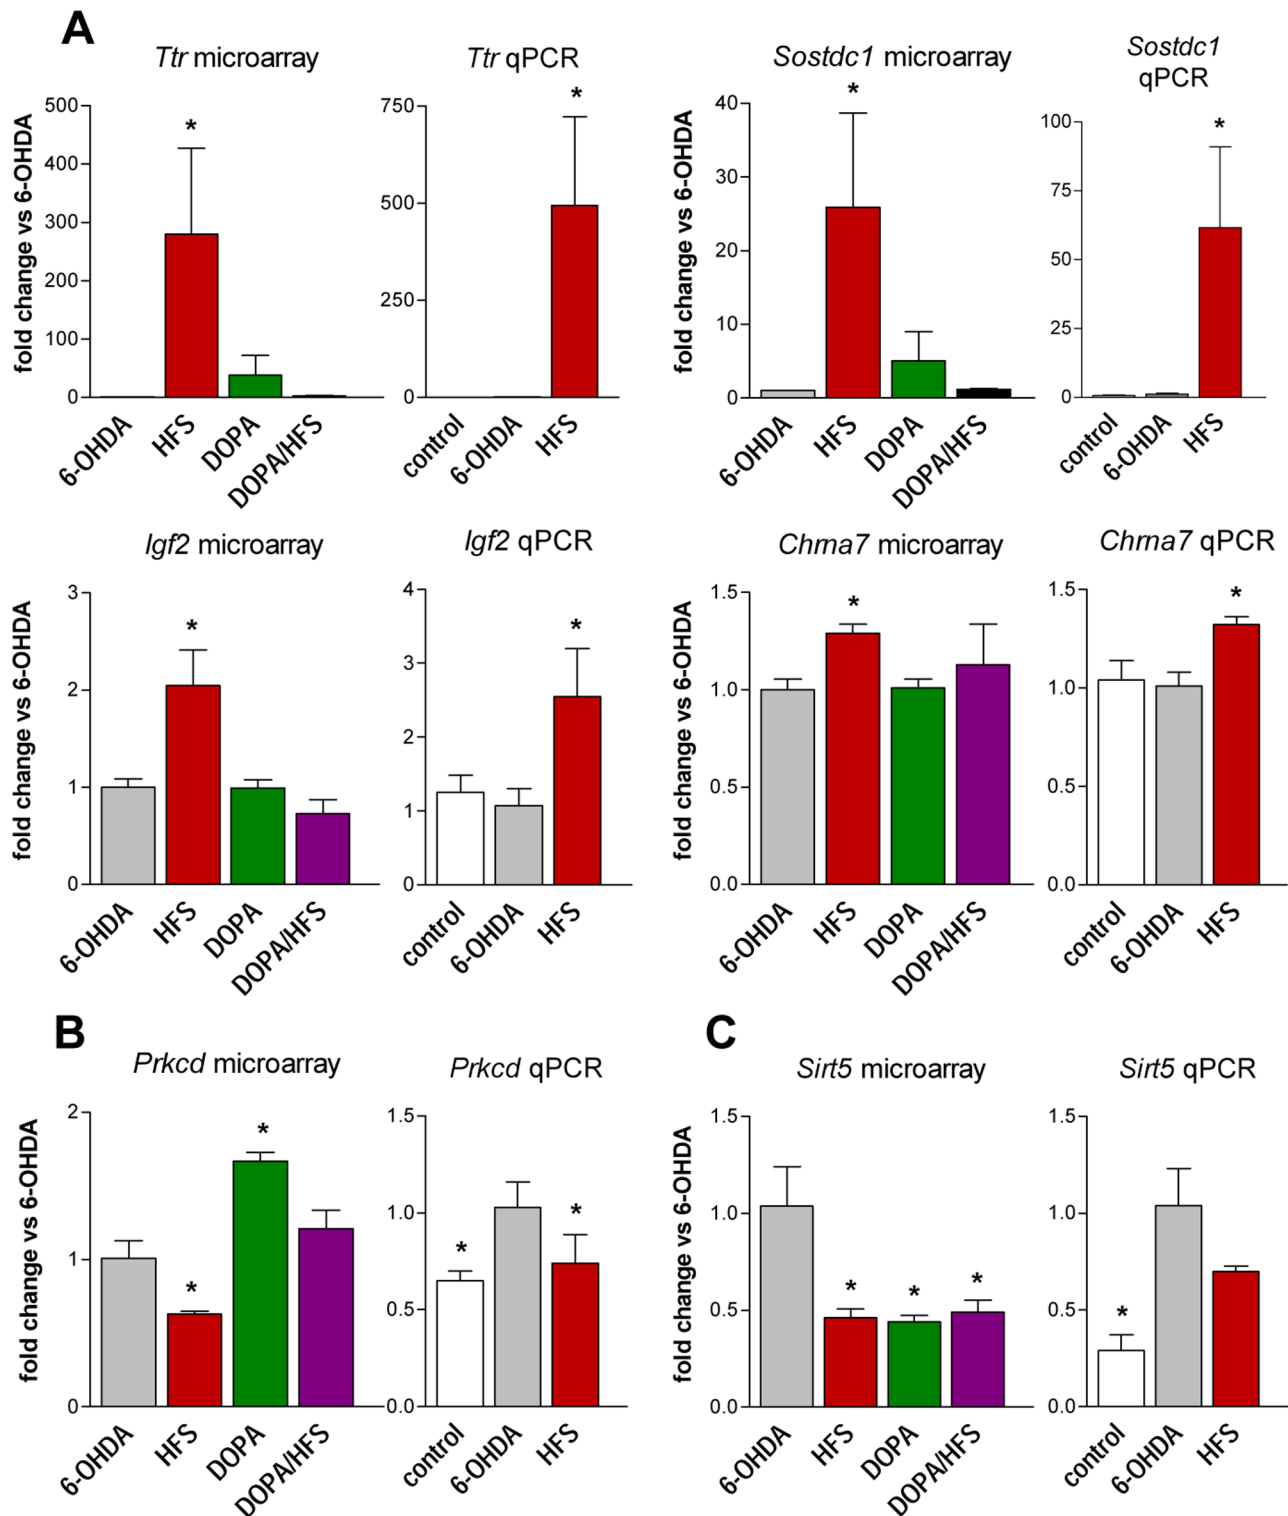 A
Ttr microarray
Ttr qPCR
Sostdc1 microarray
Sostdc1
qPCR
fold change vs 6-OHDA
500
400
300
200
100
0
*
6-OHDA
HFS
DOPA
DOPA/HFS
750
500
250
0
*
control
6-OHDA
HFS
fold change vs 6-OHDA
40
30
20
10
0
*
6-OHDA
HFS
DOPA
DOPA/HFS
100
75
50
25
0
*
control
6-OHDA
HFS
Igf2 microarray
Igf2 qPCR
Chrna7 microarray
Chrna7 qPCR
fold change vs 6-OHDA
3
2
1
0
*
6-OHDA
HFS
DOPA
DOPA/HFS
4
3
2
1
0
*
control
6-OHDA
HFS
fold change vs 6-OHDA
1.5
1.0
0.5
0.0
*
6-OHDA
HFS
DOPA
DOPA/HFS
1.5
1.0
0.5
0.0
*
control
6-OHDA
HFS
B
Prkcd microarray
Prkcd qPCR
fold change vs 6-OHDA
2
1
0
*
*
6-OHDA
HFS
DOPA
DOPA/HFS
1.5
1.0
0.5
0.0
*
*
control
6-OHDA
HFS
C
Sirt5 microarray
Sirt5 qPCR
fold change vs 6-OHDA
1.5
1.0
0.5
0.0
*
*
*
6-OHDA
HFS
DOPA
DOPA/HFS
1.5
1.0
0.5
0.0
*
control
6-OHDA
HFS